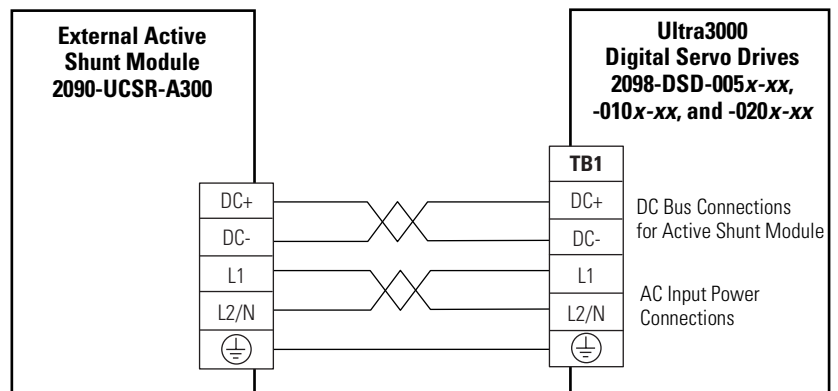 External Active
Shunt Module
2090-UCSR-A300
Ultra3000
Digital Servo Drives
2098-DSD-005x-xx,
-010x-xx, and -020x-xx
TB1
DC+
DC-
L1
L2/N
DC+
DC-
L1
L2/N
DC Bus Connections
for Active Shunt Module
AC Input Power
Connections